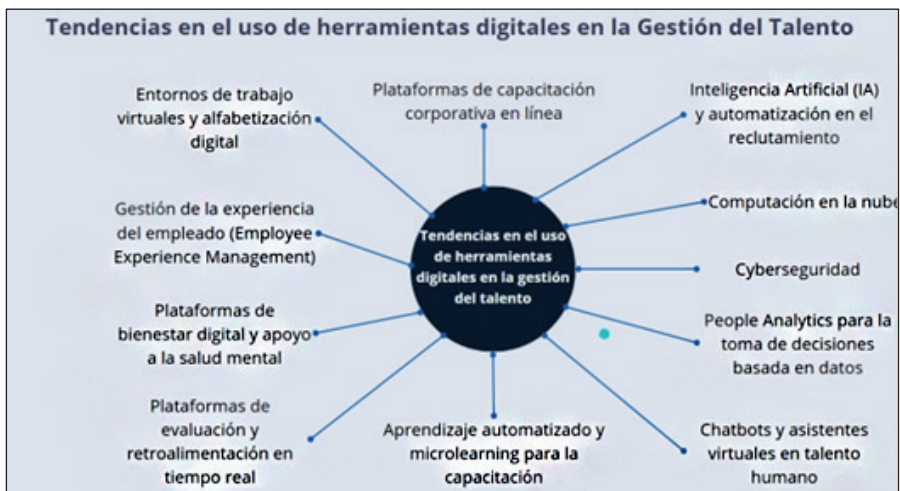 Tendencias en el uso de herramientas digitales en la Gestión del Talento
Entornos de trabajo
virtuales y alfabetización
digital
Plataformas de capacitación
corporativa en línea
Inteligencia Artificial (IA)
y automatización en el
reclutamiento
Gestión de la experiencia
del empleado (Employee
Experience Management)
Tendencias en el uso
de herramientas
digitales en la gestión
del talento
Computación en la nube
Cyberseguridad
Plataformas de
bienestar digital y apoyo
a la salud mental
People Analytics para la
toma de decisiones
basada en datos
Plataformas de
evaluación y
retroalimentación en
tiempo real
Aprendizaje automatizado y
microlearning para la
capacitación
Chatbots y asistentes
virtuales en talento
humano